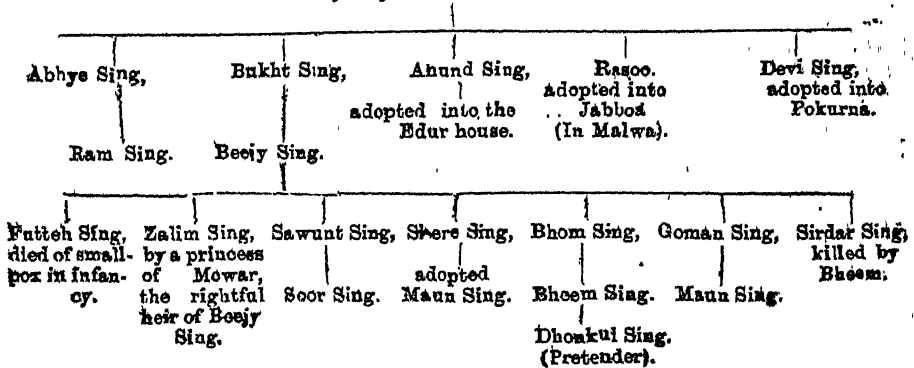 Abhye Sing, Bukht Sing, Anund Sing, Rasoo. Devi Sing,
adopted into the Edur house. adopted into Jabboa (In Malwa). adopted into Pokurna.
Ram Sing. Beejy Sing.
Futteh Sing, Zalim Sing, Sawunt Sing, Shere Sing, Bhom Sing, Goman Sing, Sirdar Sing,
died of small- by a princess killed by
pox in infan- of Mewar, adopted Bheem.
cy. the rightful Soor Sing. Maun Sing. Bheem Sing. Maun Sing.
heir of Beejy
Sing. Dhonkul Sing.
(Pretender).